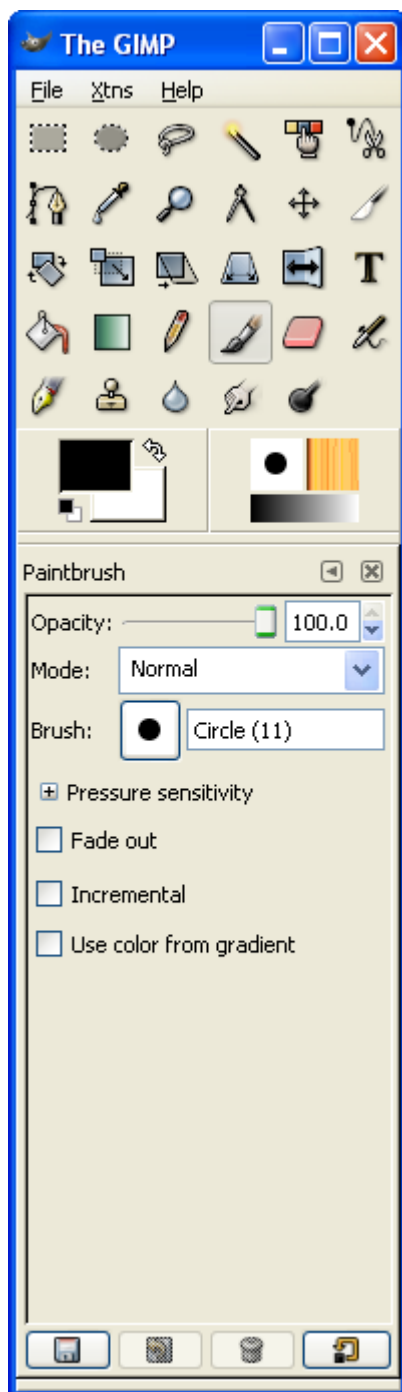 The GIMP
File Xtns Help
T
Paintbrush
Opacity: 100.0
Mode: Normal
Brush: Circle (11)
Pressure sensitivity
Fade out
Incremental
Use color from gradient